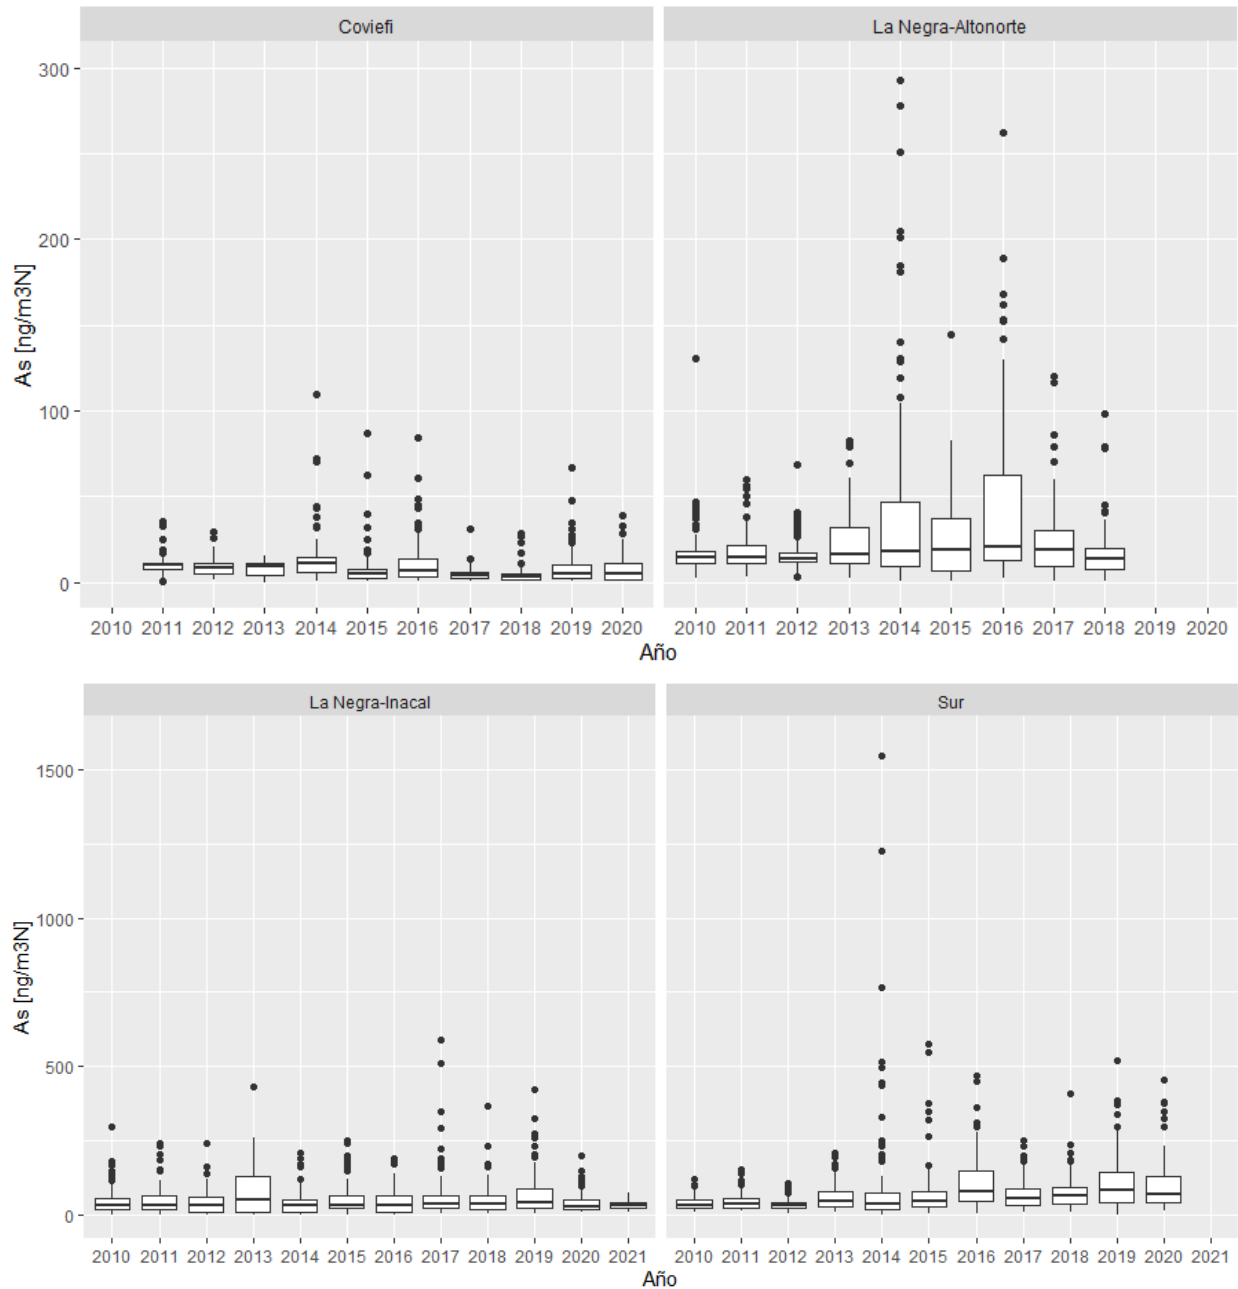 Coviefi La Negra-Altonorte
300
200
100
0
As [ng/m3N]
2010 2011 2012 2013 2014 2015 2016 2017 2018 2019 2020 2010 2011 2012 2013 2014 2015 2016 2017 2018 2019 2020
Año
La Negra-Inacal Sur
1500
1000
500
0
As [ng/m3N]
2010 2011 2012 2013 2014 2015 2016 2017 2018 2019 2020 2021 2010 2011 2012 2013 2014 2015 2016 2017 2018 2019 2020 2021
Año